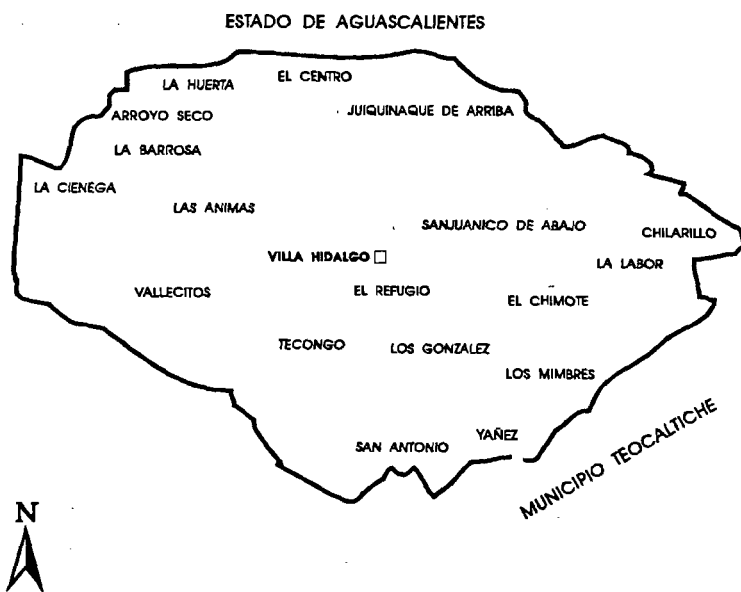 ESTADO DE AGUASCALIENTES
EL CENTRO
LA HUERTA
JUIQUINAQUE DE ARRIBA
ARROYO SECO
LA BARROSA
LA CIENEGA
LAS ANIMAS
SANJUANICO DE ABAJO
CHILARILLO
VILLA HIDALGO
LA LABOR
VALLECITOS
EL REFUGIO
EL CHIMOTE
TECONGO
LOS GONZALEZ
LOS MIMBRES
YAÑEZ
SAN ANTONIO
MUNICIPIO TEOCALTICHE
N